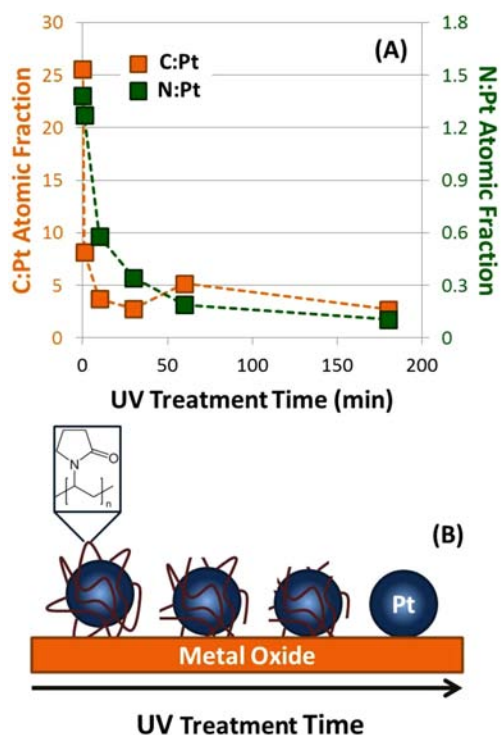 (A)
C:Pt
N:Pt
30
25
20
15
10
5
0
1.8
1.5
1.2
0.9
0.6
0.3
0
C:Pt Atomic Fraction
N:Pt Atomic Fraction
0 50 100 150 200
UV Treatment Time (min)
(B)
N
O
n
Pt
Metal Oxide
UV Treatment Time